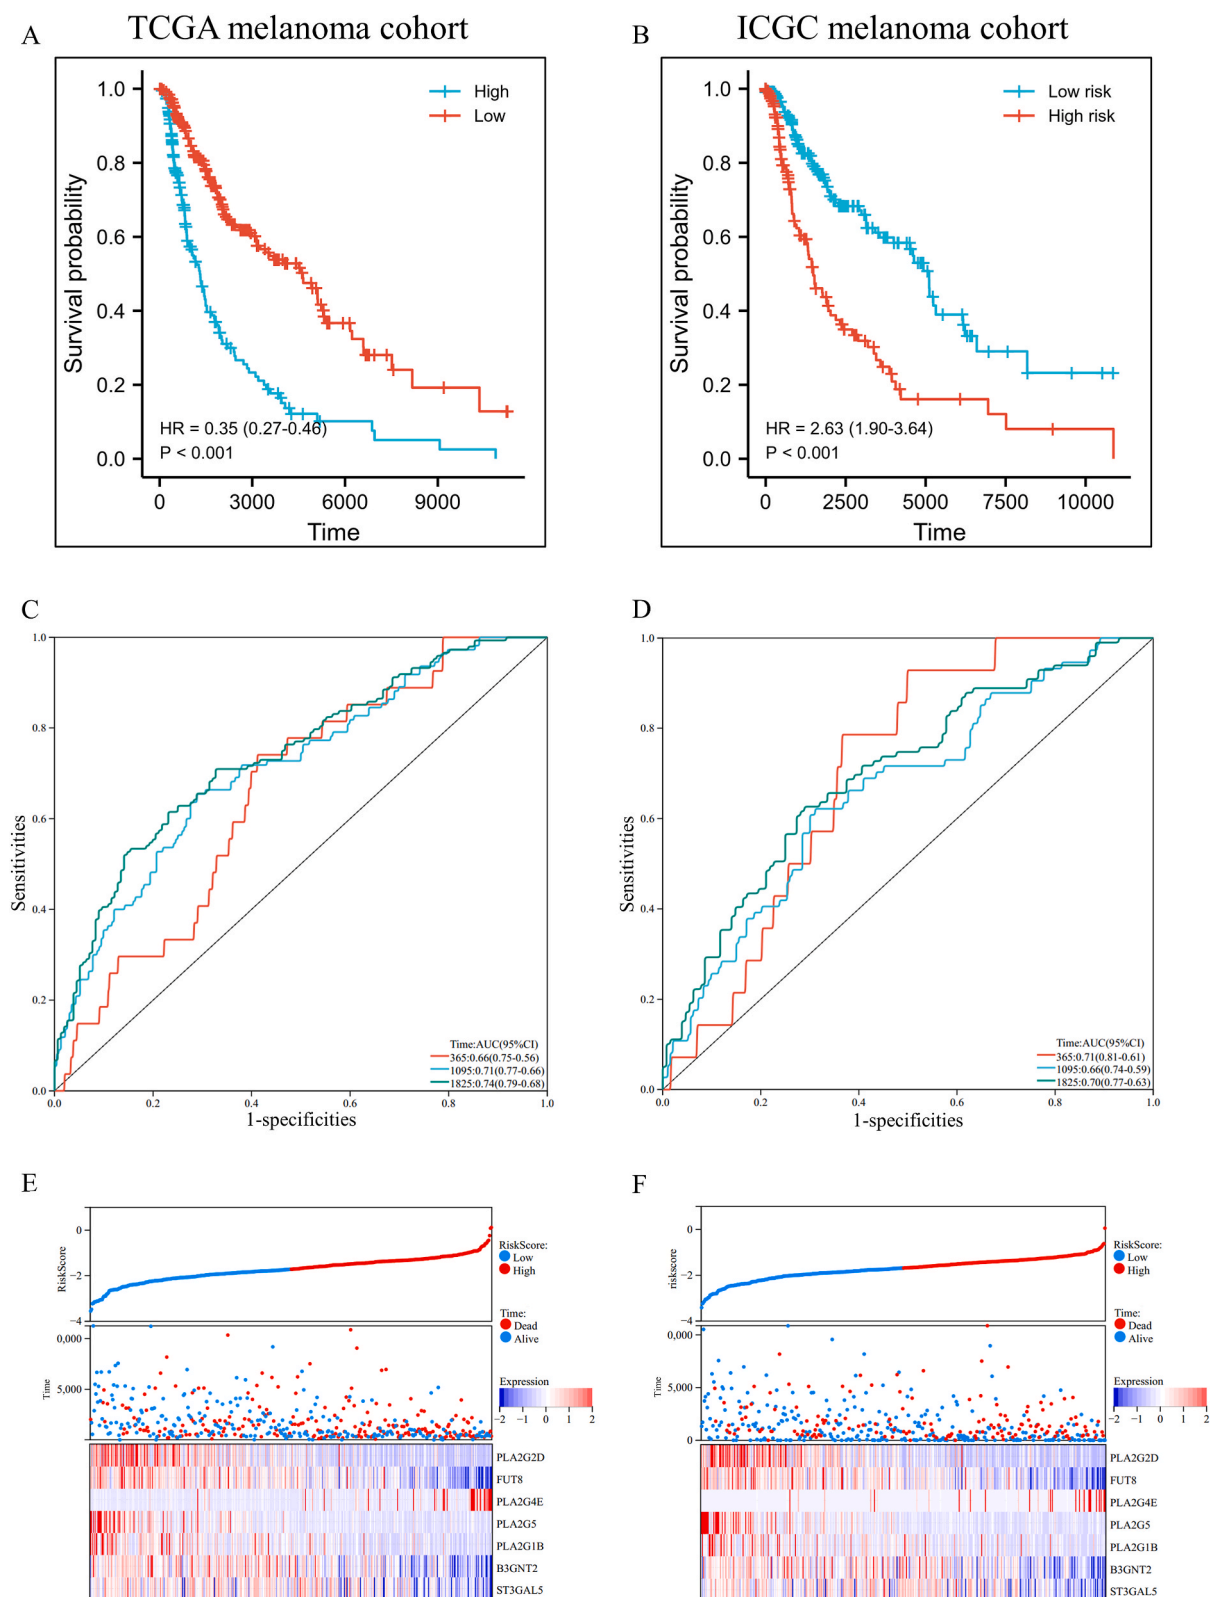 A
TCGA melanoma cohort
B
ICGC melanoma cohort
1.0
0.8
0.6
0.4
0.2
0.0
Survival probability
High
Low
HR = 0.35 (0.27-0.46)
P < 0.001
0 3000 6000 9000
Time
1.0
0.8
0.6
0.4
0.2
0.0
Survival probability
Low risk
High risk
HR = 2.63 (1.90-3.64)
P < 0.001
0 2500 5000 7500 10000
Time
C
1.0
0.8
0.6
0.4
0.2
0.0
Sensitivities
Time:AUC(95%CI)
365:0.66(0.75-0.56)
1095:0.71(0.77-0.66)
1825:0.74(0.79-0.68)
0.0 0.2 0.4 0.6 0.8 1.0
1-specificities
D
1.0
0.8
0.6
0.4
0.2
0.0
Sensitivities
Time:AUC(95%CI)
365:0.71(0.81-0.61)
1095:0.66(0.74-0.59)
1825:0.70(0.77-0.63)
0.0 0.2 0.4 0.6 0.8 1.0
1-specificities
E
RiskScore
0
−2
−4
RiskScore:
Low
High
Time
0,000
5,000
Time:
Dead
Alive
Expression
−2 −1 0 1 2
PLA2G2D
FUT8
PLA2G4E
PLA2G5
PLA2G1B
B3GNT2
ST3GAL5
F
riskscore
0
−2
−4
RiskScore:
Low
High
Time
0,000
5,000
0
Time:
Dead
Alive
Expression
−2 −1 0 1 2
PLA2G2D
FUT8
PLA2G4E
PLA2G5
PLA2G1B
B3GNT2
ST3GAL5